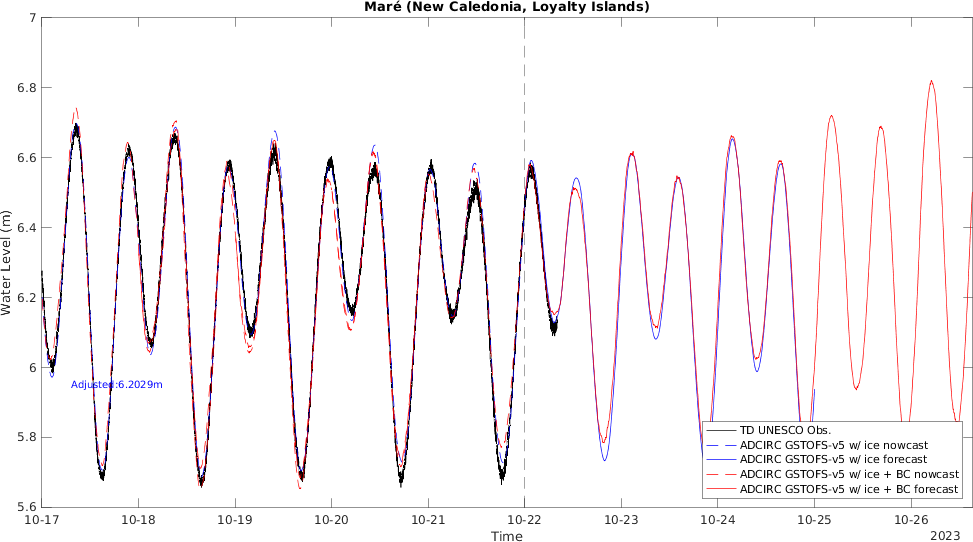 Maré (New Caledonia, Loyalty Islands)
7
6.8
6.6
6.4
6.2
6
5.8
5.6
Water Level (m)
Adjusted:6.2029m
TD UNESCO Obs.
ADCIRC GSTOFS-v5 w/ ice nowcast
ADCIRC GSTOFS-v5 w/ ice forecast
ADCIRC GSTOFS-v5 w/ ice + BC nowcast
ADCIRC GSTOFS-v5 w/ ice + BC forecast
10-17 10-18 10-19 10-20 10-21 10-22 10-23 10-24 10-25 10-26
Time
2023